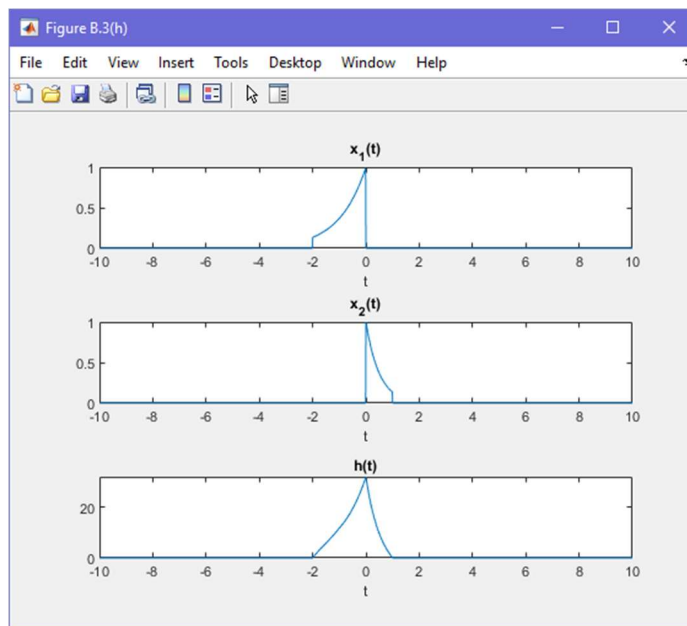 Figure B.3(h)
File Edit View Insert Tools Desktop Window Help
x₁(t)
1
0.5
0
-10 -8 -6 -4 -2 0 2 4 6 8 10
t
x₂(t)
1
0.5
0
-10 -8 -6 -4 -2 0 2 4 6 8 10
t
h(t)
20
0
-10 -8 -6 -4 -2 0 2 4 6 8 10
t